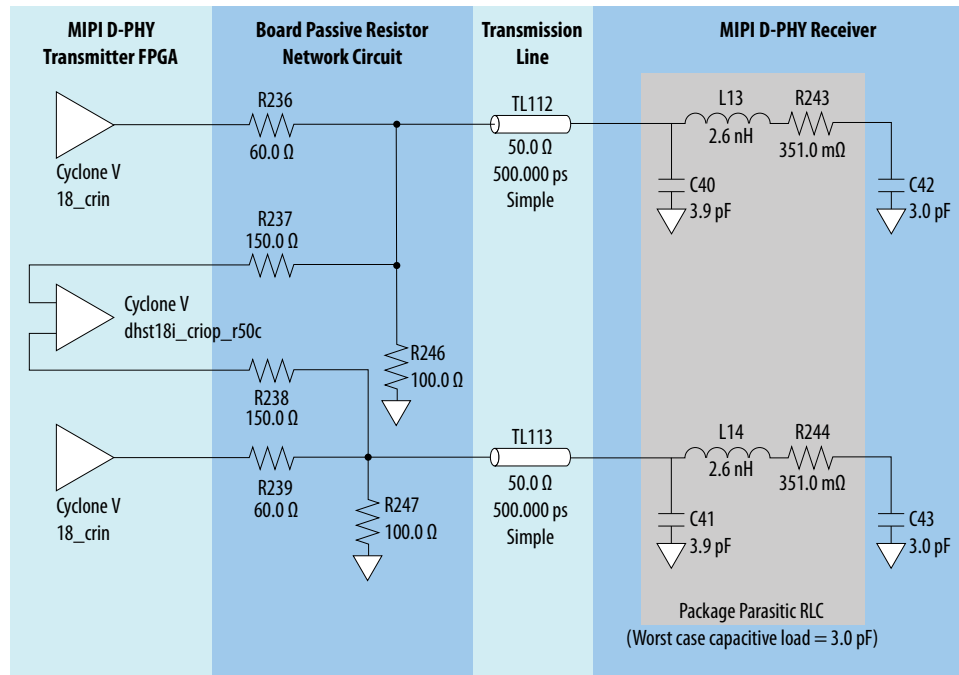 MIPI D-PHY
Transmitter FPGA
Board Passive Resistor
Network Circuit
Transmission
Line
MIPI D-PHY Receiver
R236
60.0 Ω
Cyclone V
18_crin
TL112
50.0 Ω
500.000 ps
Simple
L13
2.6 nH
R243
351.0 mΩ
C40
3.9 pF
C42
3.0 pF
R237
150.0 Ω
Cyclone V
dhst18i_criop_r50c
R246
100.0 Ω
R238
150.0 Ω
R239
60.0 Ω
Cyclone V
18_crin
R247
100.0 Ω
TL113
50.0 Ω
500.000 ps
Simple
L14
2.6 nH
R244
351.0 mΩ
C41
3.9 pF
C43
3.0 pF
Package Parasitic RLC
(Worst case capacitive load = 3.0 pF)